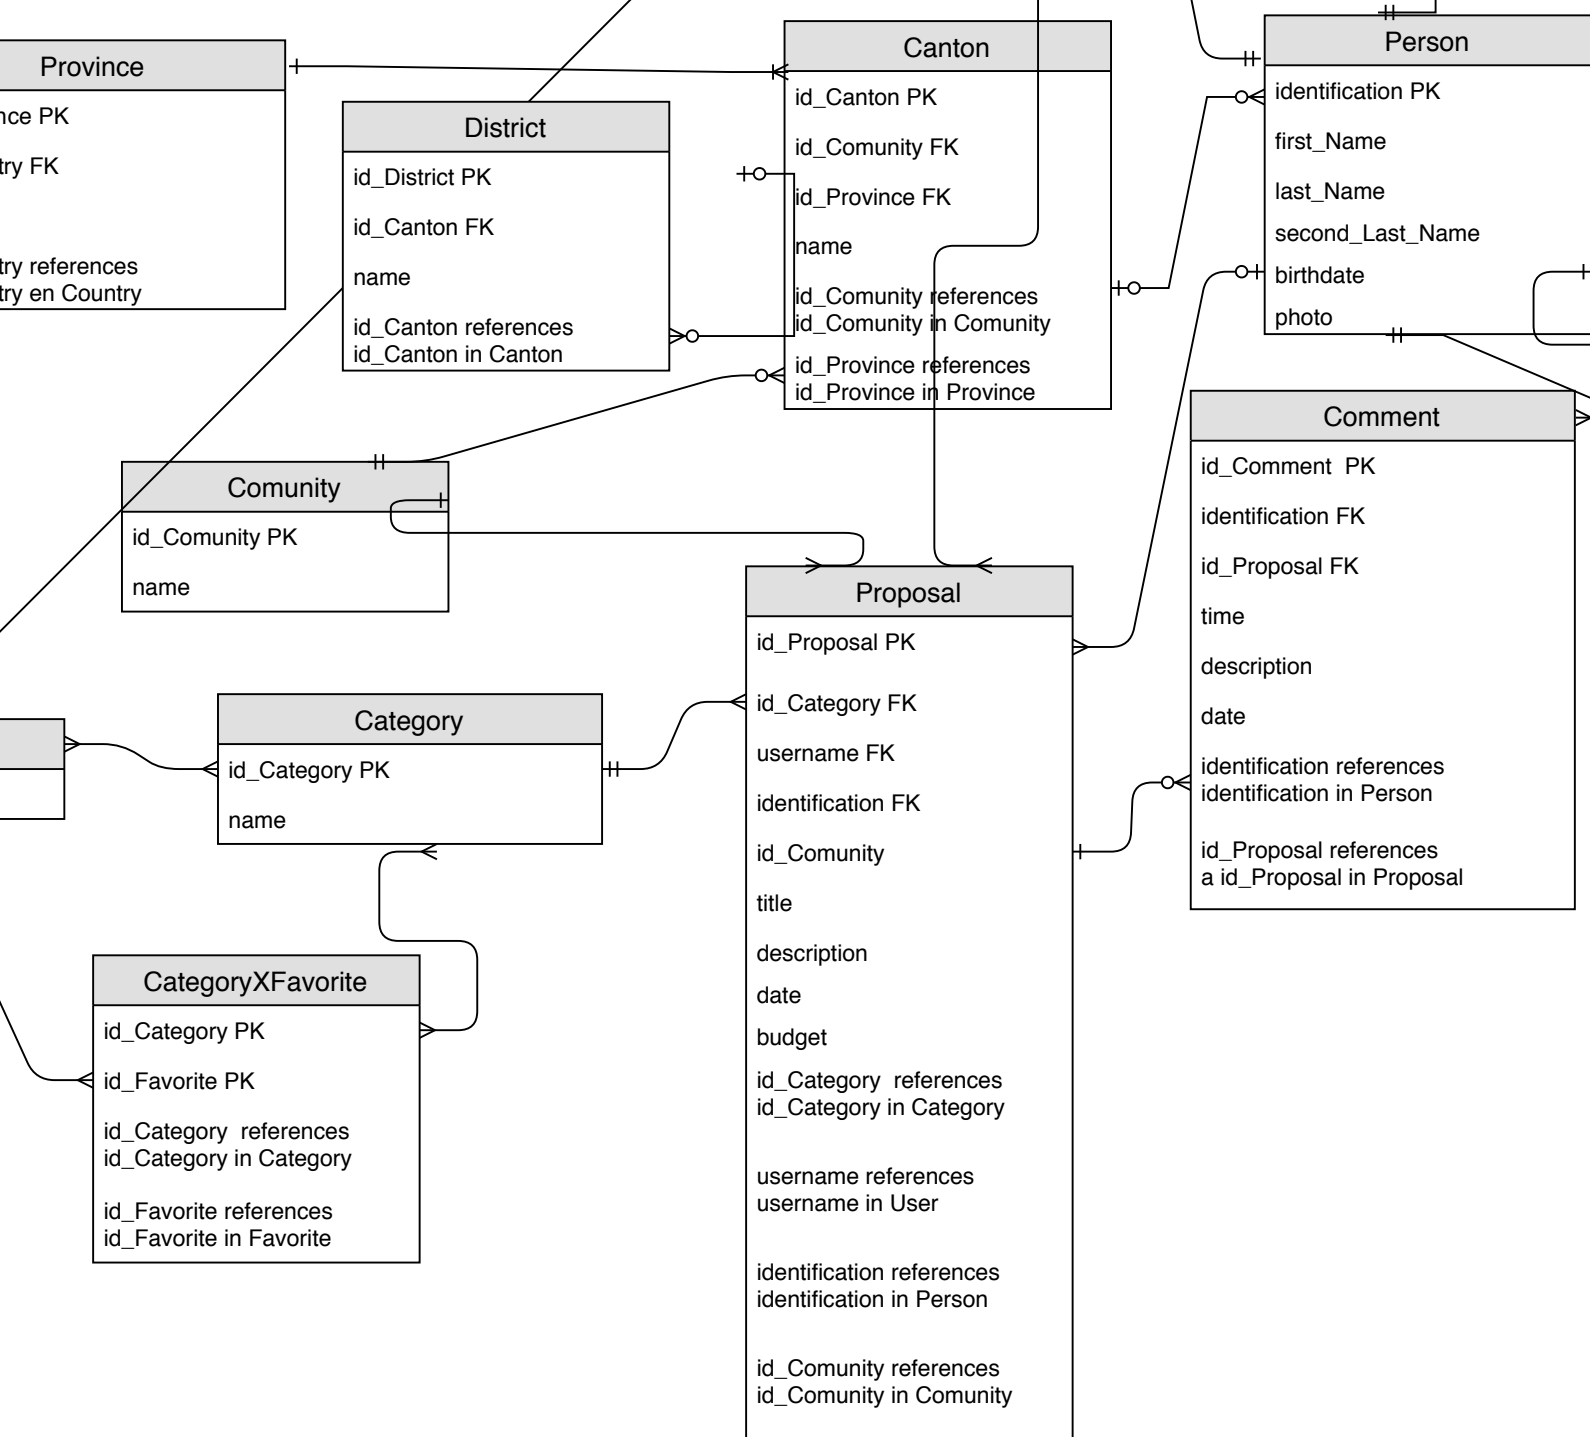 Province
nce PK
try FK
try references
try en Country
District
id_District PK
id_Canton FK
name
id_Canton references
id_Canton in Canton
Canton
id_Canton PK
id_Comunity FK
id_Province FK
name
id_Comunity references
id_Comunity in Comunity
id_Province references
id_Province in Province
Person
identification PK
first_Name
last_Name
second_Last_Name
birthdate
photo
Comunity
id_Comunity PK
name
Comment
id_Comment  PK
identification FK
id_Proposal FK
time
description
date
identification references
identification in Person
id_Proposal references
a id_Proposal in Proposal
Category
id_Category PK
name
Proposal
id_Proposal PK
id_Category FK
username FK
identification FK
id_Comunity
title
description
date
budget
id_Category  references
id_Category in Category
username references
username in User
identification references
identification in Person
id_Comunity references
id_Comunity in Comunity
CategoryXFavorite
id_Category PK
id_Favorite PK
id_Category  references
id_Category in Category
id_Favorite references
id_Favorite in Favorite